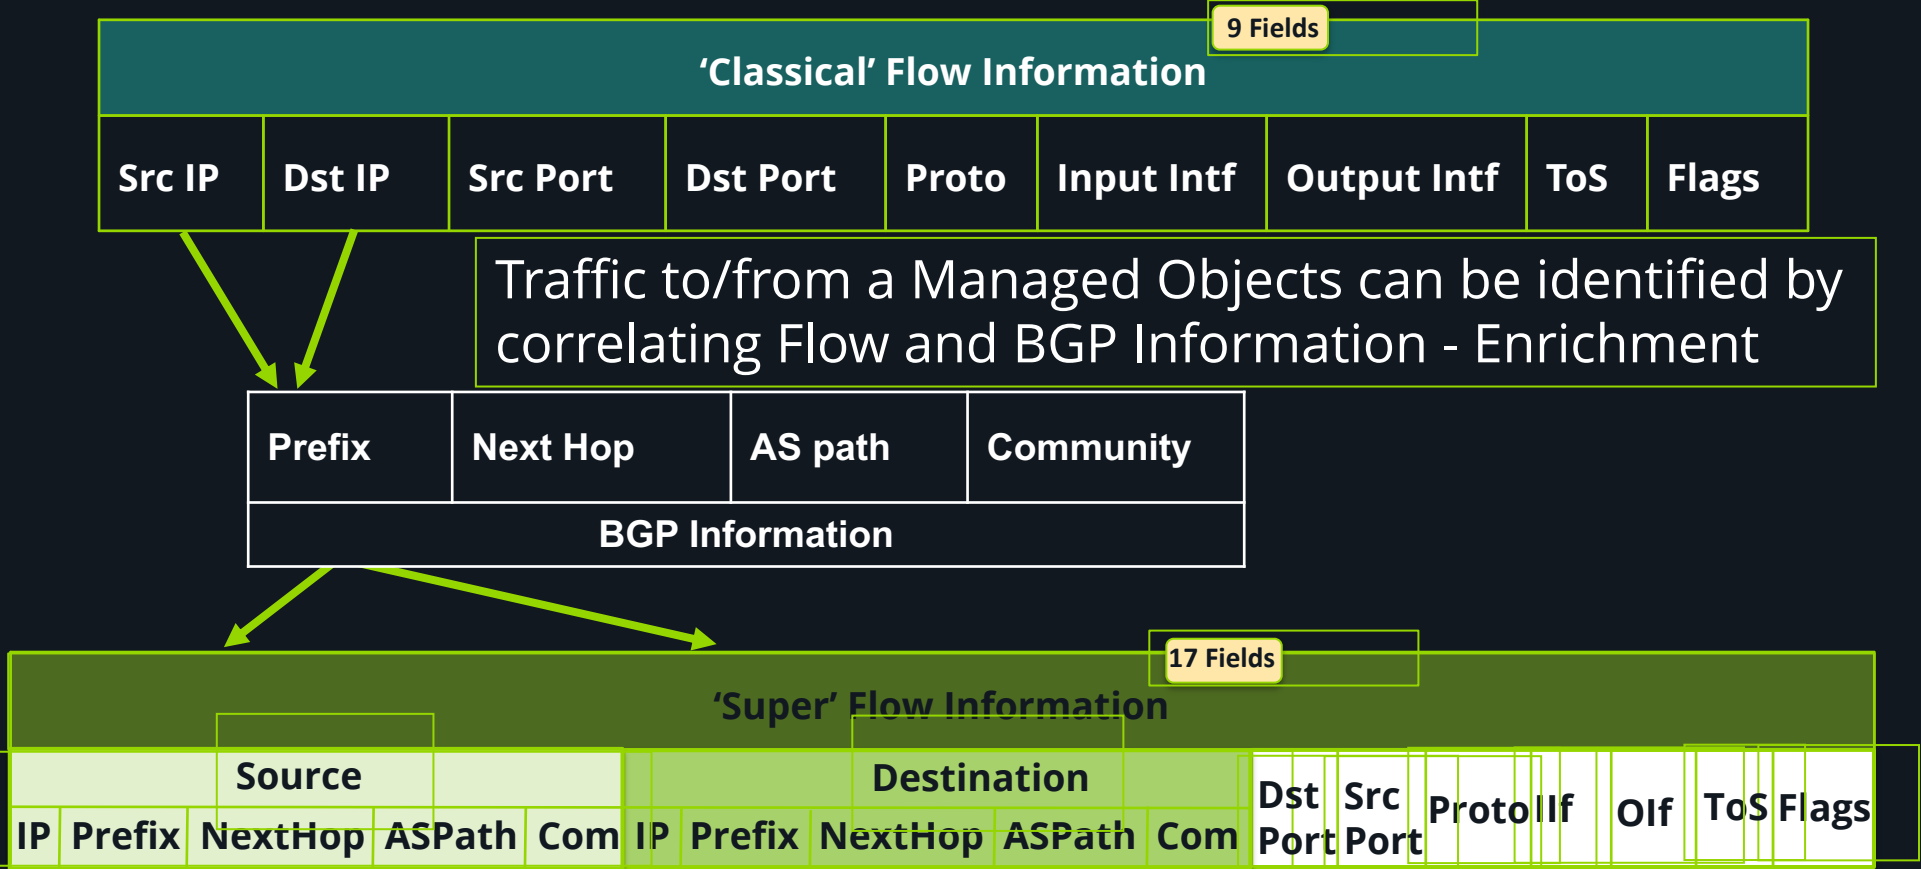 9 Fields
‘Classical’ Flow Information
Src IP Dst IP Src Port Dst Port Proto Input Intf Output Intf ToS Flags
Traffic to/from a Managed Objects can be identified by
correlating Flow and BGP Information - Enrichment
Prefix Next Hop AS path Community
BGP Information
17 Fields
‘Super’ Flow Information
Source Destination
IP Prefix NextHop ASPath Com IP Prefix NextHop ASPath Com
Dst Port Src Port Proto IIf OIf ToS Flags